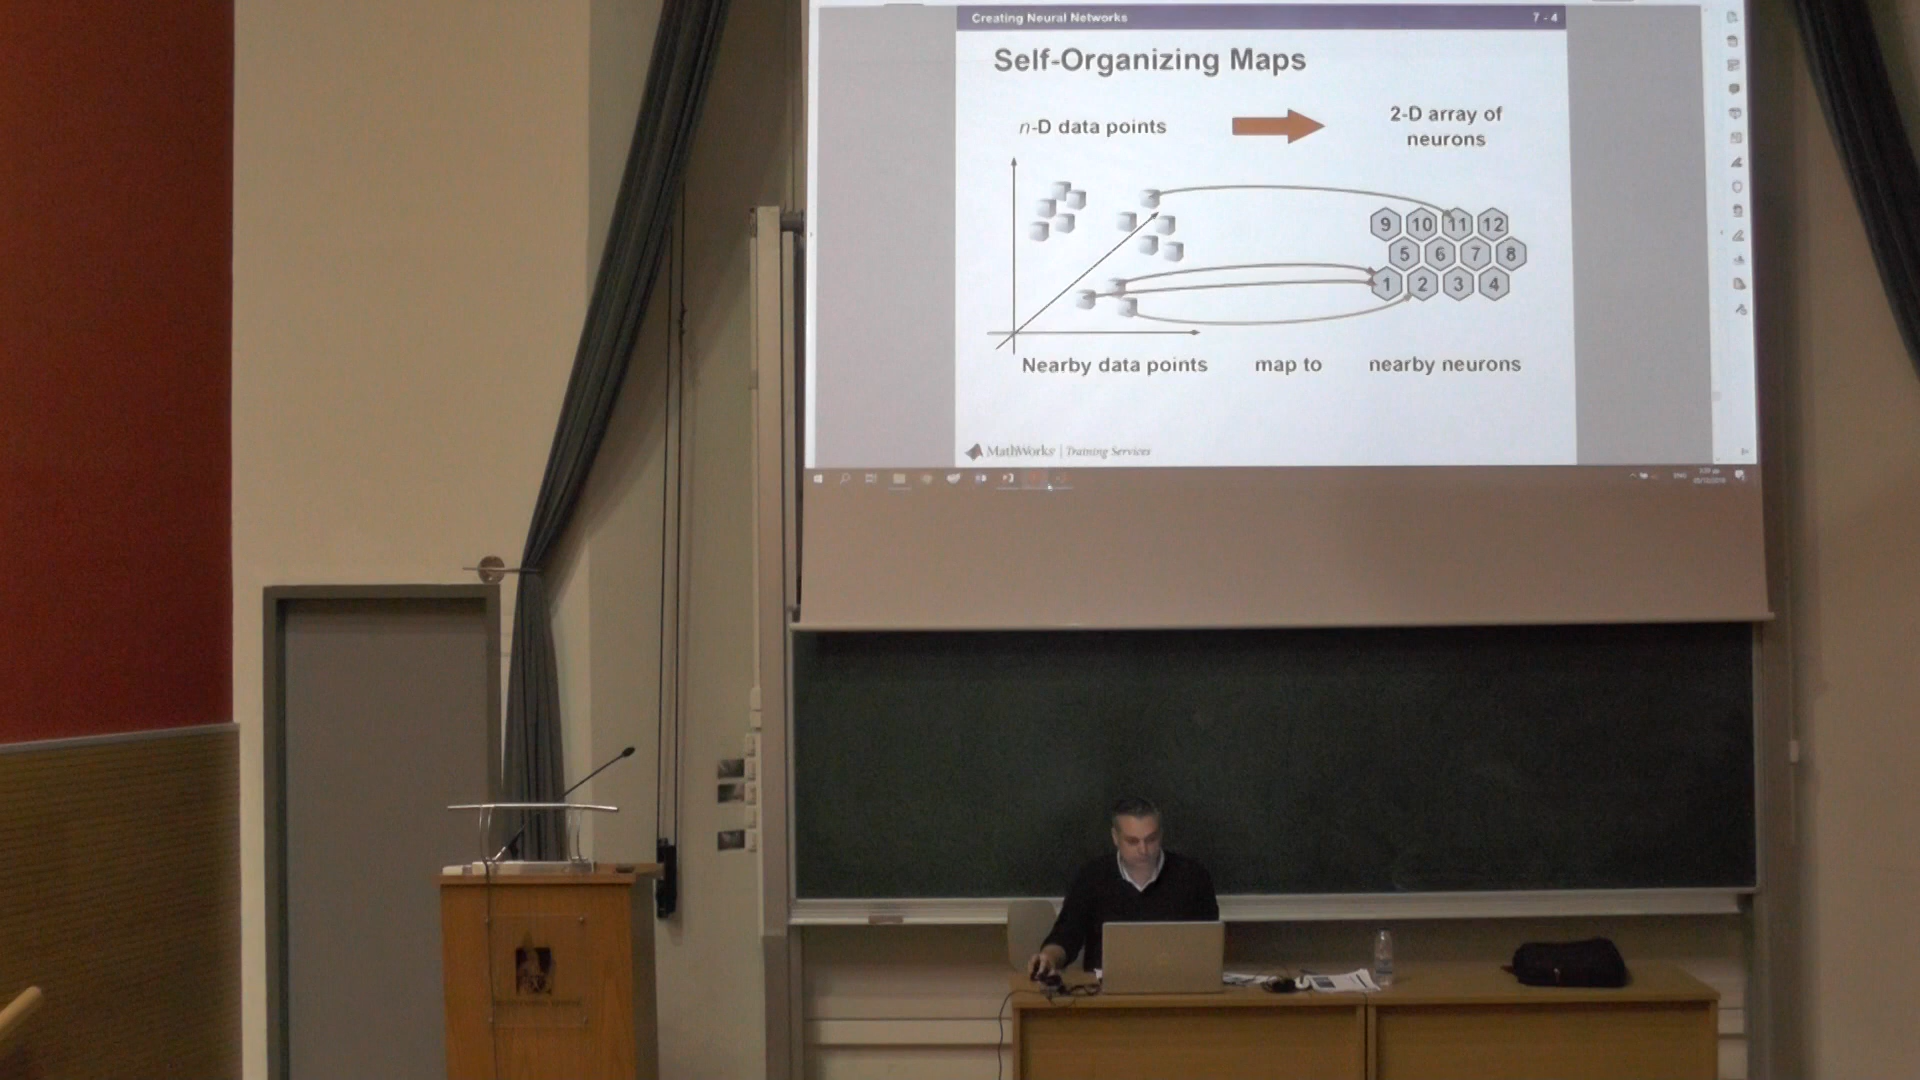 Creating Neural Networks 7 - 4
Self-Organizing Maps
n-D data points
2-D array of
neurons
9 10 11 12
5 6 7 8
1 2 3 4
Nearby data points map to nearby neurons
MathWorks | Training Services
ENG